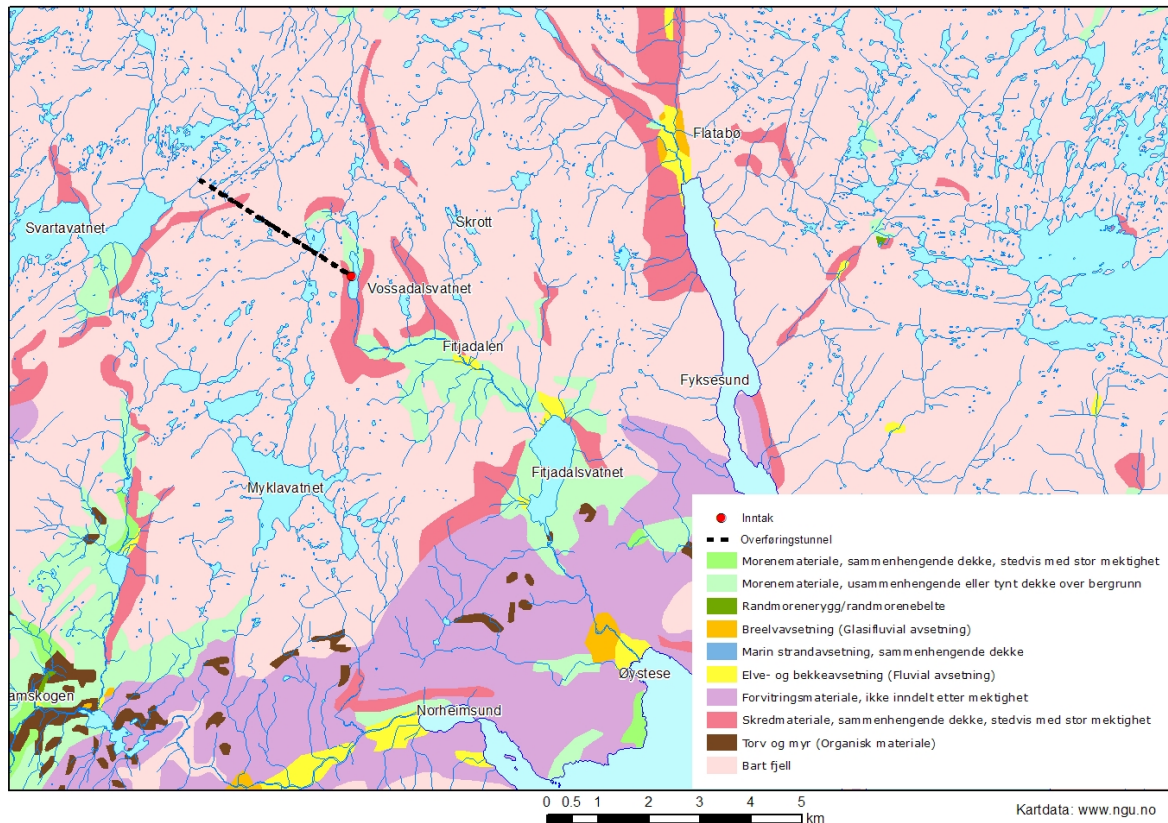 Flatabø
Svartavatnet
Skrott
Vossadalsvatnet
Fitjadalen
Fyksesund
Fitjadalsvatnet
Myklavatnet
Øystese
amskogen
Norheimsund
Inntak
Overføringstunnel
Morenemateriale, sammenhengende dekke, stedvis med stor mektighet
Morenemateriale, usammenhengende eller tynt dekke over bergrunn
Randmorenerygg/randmorenebelte
Breelvavsetning (Glasifluvial avsetning)
Marin strandavsetning, sammenhengende dekke
Elve- og bekkeavsetning (Fluvial avsetning)
Forvitringsmateriale, ikke inndelt etter mektighet
Skredmateriale, sammenhengende dekke, stedvis med stor mektighet
Torv og myr (Organisk materiale)
Bart fjell
0 0.5 1 2 3 4 5
km
Kartdata: www.ngu.no